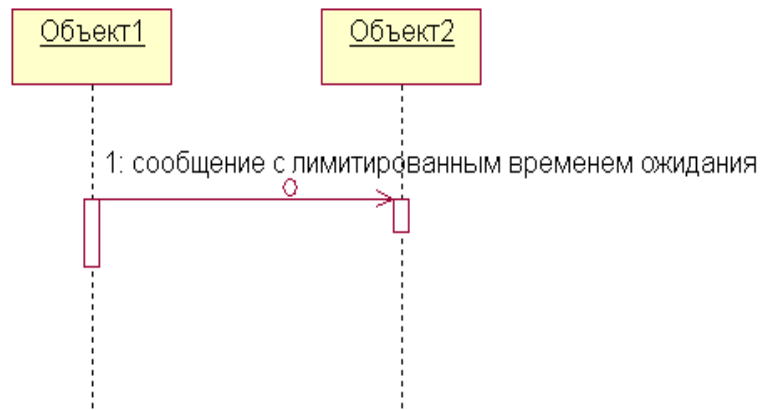 Объект1
Объект2
1: сообщение с лимитированным временем ожидания